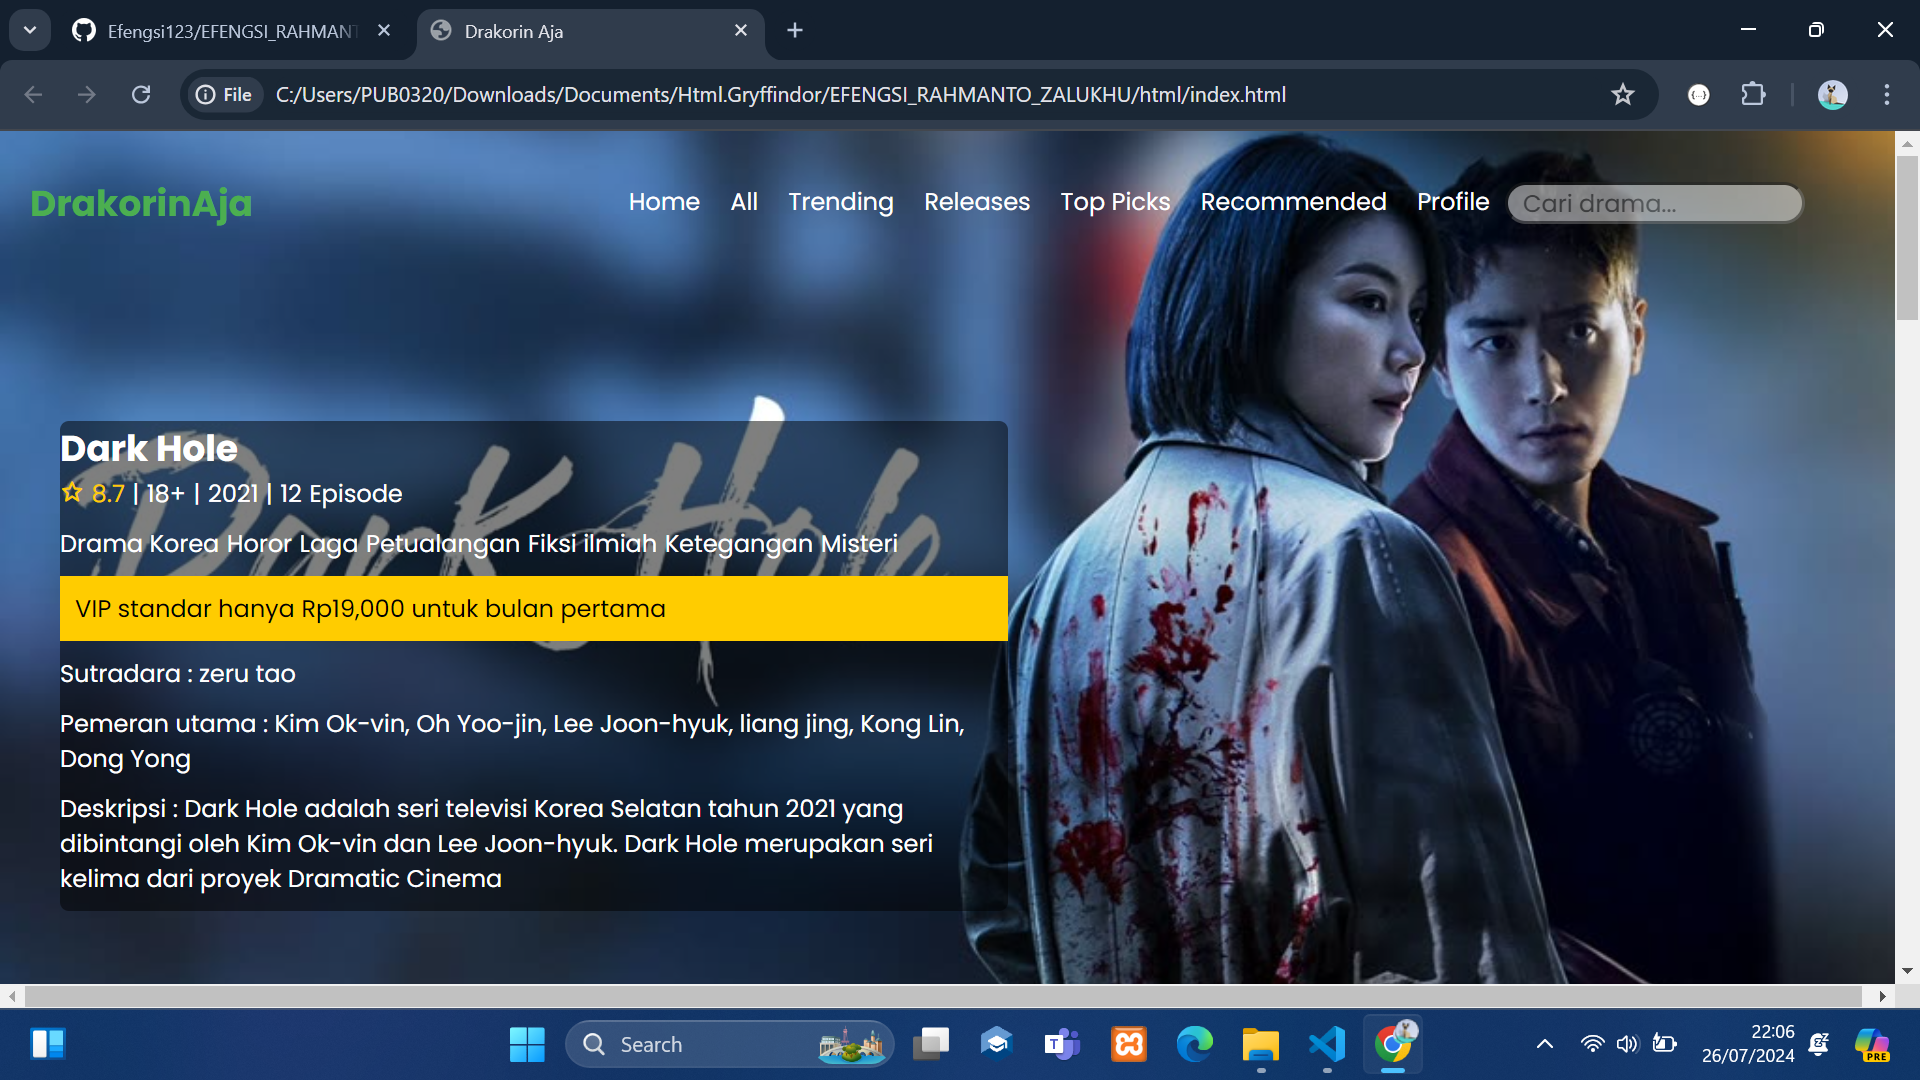 Efengsi123/EFENGSI_RAHMANT
Drakorin Aja
File
C:/Users/PUB0320/Downloads/Documents/Html.Gryffindor/EFENGSI_RAHMANTO_ZALUKHU/html/index.html
DrakorinAja
Home All Trending Releases Top Picks Recommended Profile Cari drama...
Dark Hole
Dark Hole
8.7 | 18+ | 2021 | 12 Episode
Drama Korea Horor Laga Petualangan Fiksi ilmiah Ketegangan Misteri
VIP standar hanya Rp19,000 untuk bulan pertama
Sutradara : zeru tao
Pemeran utama : Kim Ok-vin, Oh Yoo-jin, Lee Joon-hyuk, liang jing, Kong Lin,
Dong Yong
Deskripsi : Dark Hole adalah seri televisi Korea Selatan tahun 2021 yang
dibintangi oleh Kim Ok-vin dan Lee Joon-hyuk. Dark Hole merupakan seri
kelima dari proyek Dramatic Cinema
Search
22:06
26/07/2024
PRE